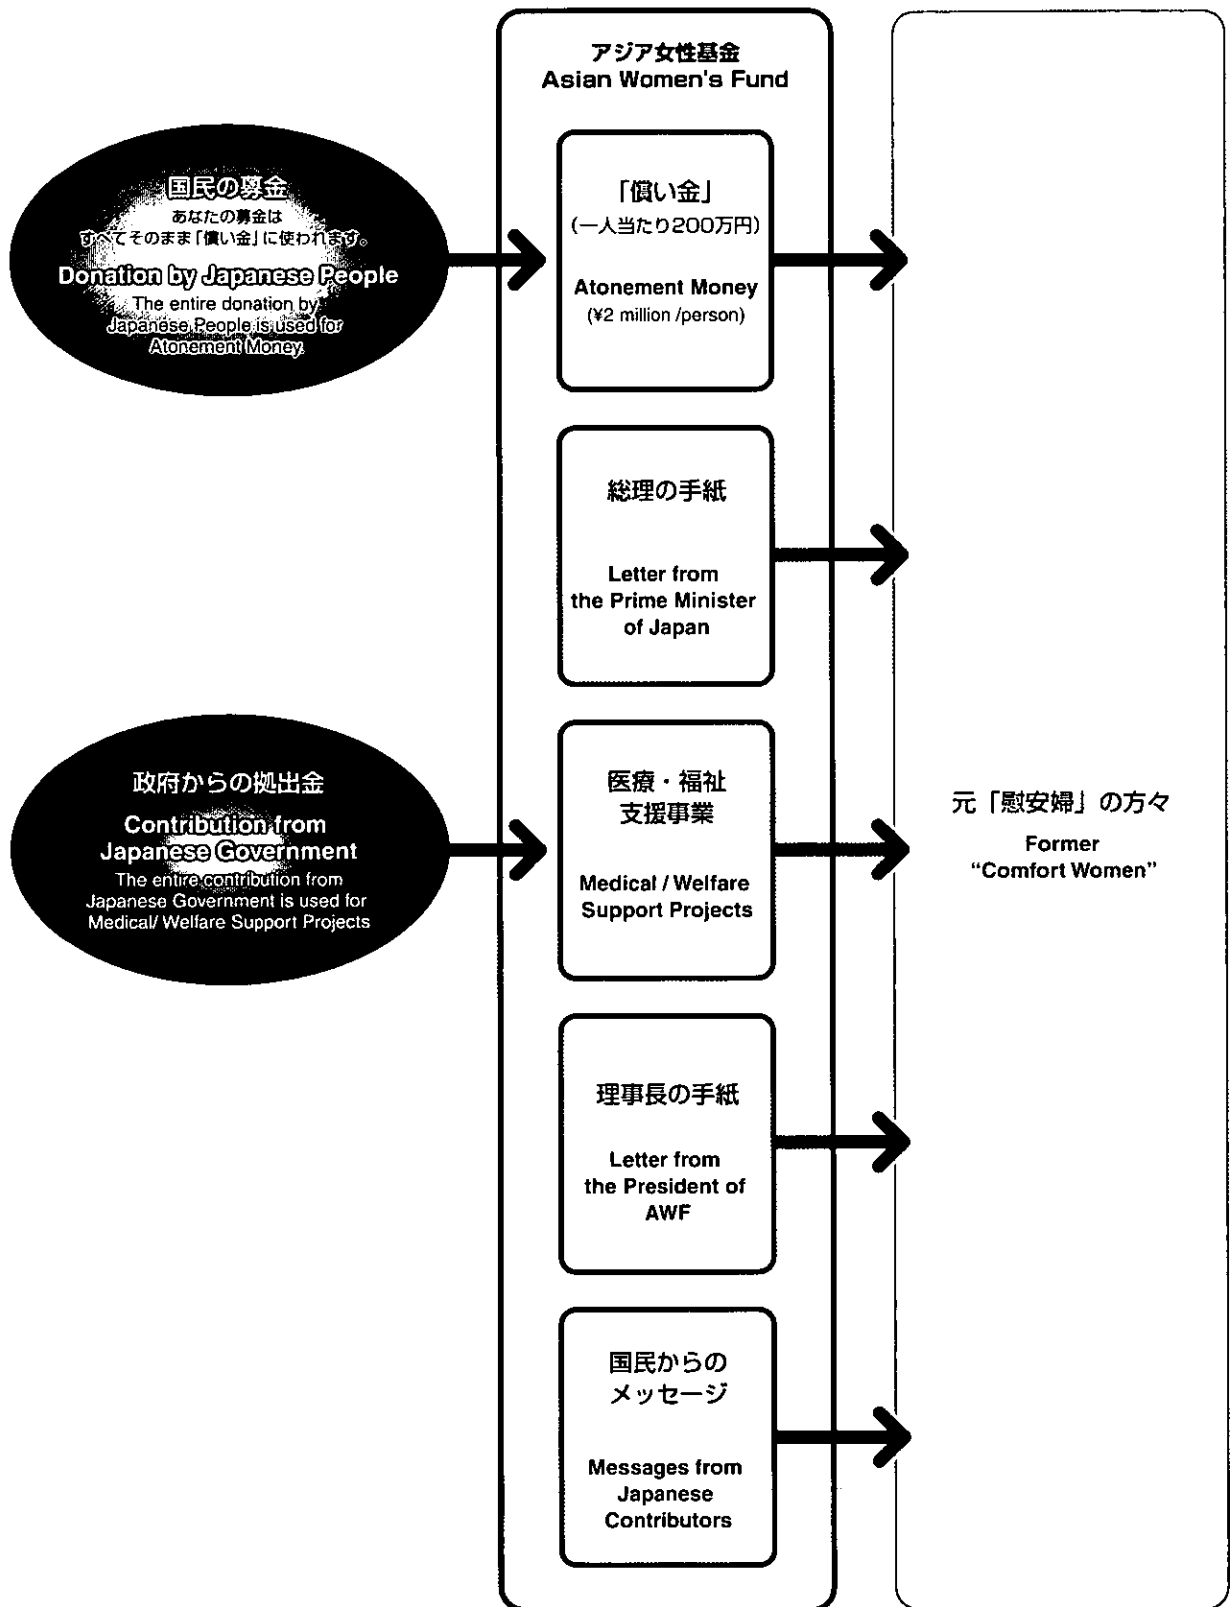 アジア女性基金
Asian Women's Fund
国民の募金
あなたの募金は
すべてそのまま「償い金」に使われます。
Donation by Japanese People
The entire donation by
Japanese People is used for
Atonement Money.
「償い金」
(一人当たり200万円)
Atonement Money
(¥2 million /person)
総理の手紙
Letter from
the Prime Minister
of Japan
政府からの拠出金
Contribution from
Japanese Government
The entire contribution from
Japanese Government is used for
Medical/ Welfare Support Projects
医療・福祉
支援事業
Medical / Welfare
Support Projects
元「慰安婦」の方々
Former
“Comfort Women”
理事長の手紙
Letter from
the President of
AWF
国民からの
メッセージ
Messages from
Japanese
Contributors